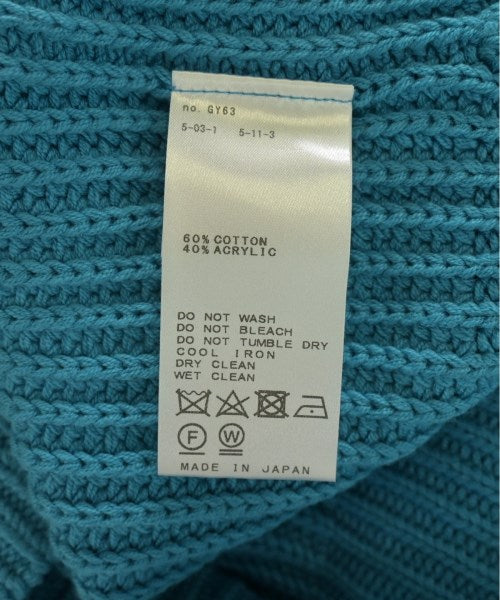 no. GY63
5-03-1 5-11-3
60% COTTON
40% ACRYLIC
DO NOT WASH
DO NOT BLEACH
DO NOT TUMBLE DRY
COOL IRON
DRY CLEAN
WET CLEAN
F W
MADE IN JAPAN